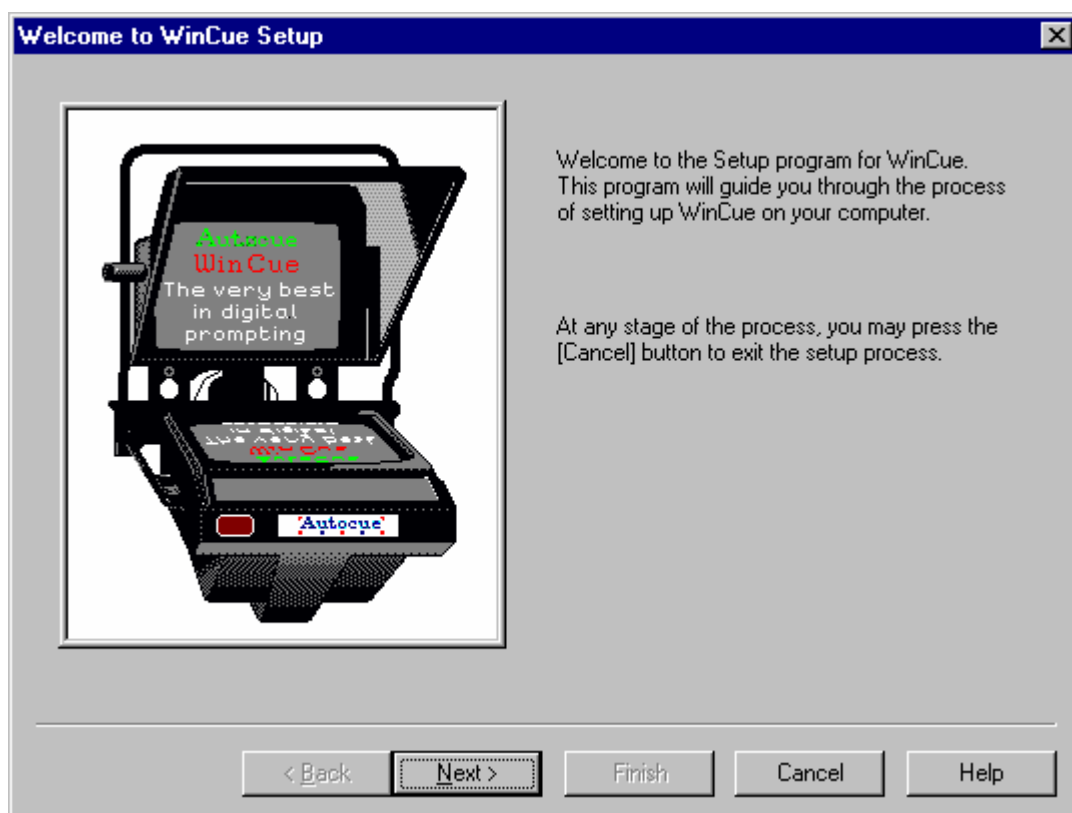 Welcome to WinCue Setup
Autocue
WinCue
The very best
in digital
prompting
Autocue
Welcome to the Setup program for WinCue.
This program will guide you through the process
of setting up WinCue on your computer.
At any stage of the process, you may press the
[Cancel] button to exit the setup process.
< Back
Next >
Finish
Cancel
Help